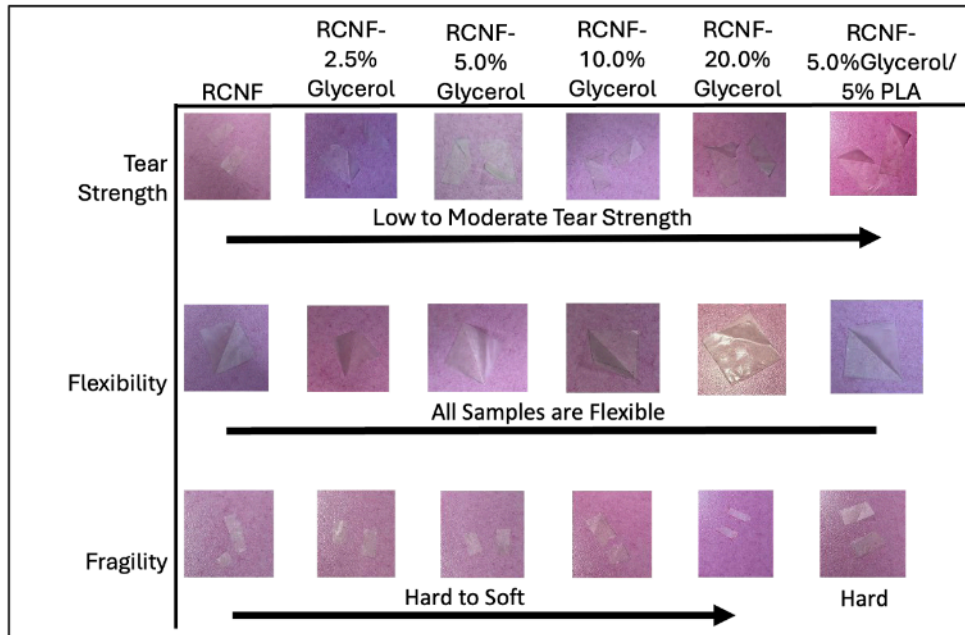 RCNF
RCNF-
2.5%
Glycerol
RCNF-
5.0%
Glycerol
RCNF-
10.0%
Glycerol
RCNF-
20.0%
Glycerol
RCNF-
5.0%Glycerol/
5% PLA
Tear
Strength
Low to Moderate Tear Strength
Flexibility
All Samples are Flexible
Fragility
Hard to Soft
Hard